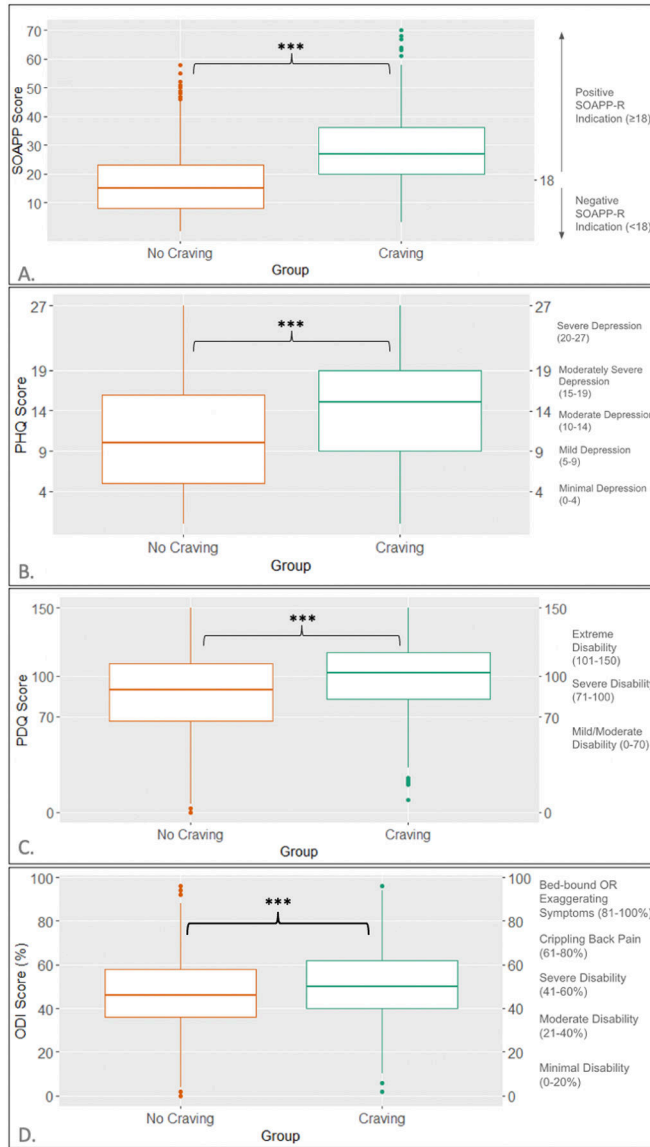 70
60
50
40
30
20
10
SOAPP Score
***
18
Positive
SOAPP-R
Indication (≥18)
Negative
SOAPP-R
Indication (<18)
No Craving
Craving
Group
A.
27
19
14
9
4
PHQ Score
***
27
19
14
9
4
Severe Depression
(20-27)
Moderately Severe
Depression
(15-19)
Moderate Depression
(10-14)
Mild Depression
(5-9)
Minimal Depression
(0-4)
No Craving
Craving
Group
B.
150
100
70
0
PDQ Score
***
150
100
70
0
Extreme
Disability
(101-150)
Severe Disability
(71-100)
Mild/Moderate
Disability (0-70)
No Craving
Craving
Group
C.
100
80
60
40
20
0
ODI Score (%)
***
100
80
60
40
20
0
Bed-bound OR
Exaggerating
Symptoms (81-100%)
Crippling Back Pain
(61-80%)
Severe Disability
(41-60%)
Moderate Disability
(21-40%)
Minimal Disability
(0-20%)
No Craving
Craving
Group
D.